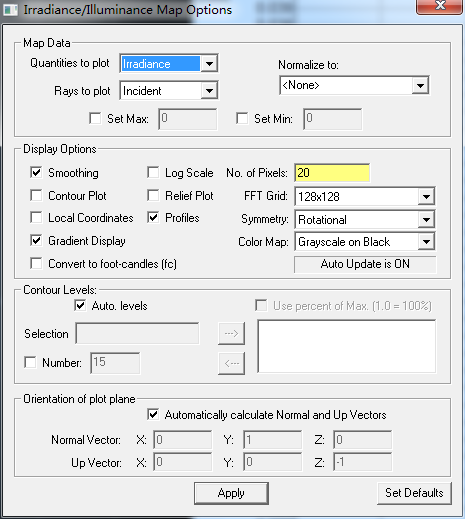 Irradiance/Illuminance Map Options
Map Data
Quantities to plot Irradiance Normalize to:
Rays to plot Incident <None>
Set Max: 0 Set Min: 0
Display Options
Smoothing Log Scale No. of Pixels: 20
Contour Plot Relief Plot FFT Grid: 128x128
Local Coordinates Profiles Symmetry: Rotational
Gradient Display Color Map: Grayscale on Black
Convert to foot-candles (fc) Auto Update is ON
Contour Levels:
Auto. levels Use percent of Max. (1.0 = 100%)
Selection --->
Number: 15 <---
Orientation of plot plane
Automatically calculate Normal and Up Vectors
Normal Vector: X: 0 Y: 1 Z: 0
Up Vector: X: 0 Y: 0 Z: -1
Apply Set Defaults